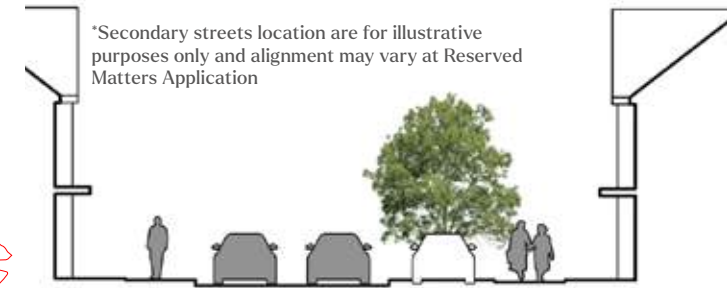 *Secondary streets location are for illustrative
purposes only and alignment may vary at Reserved
Matters Application